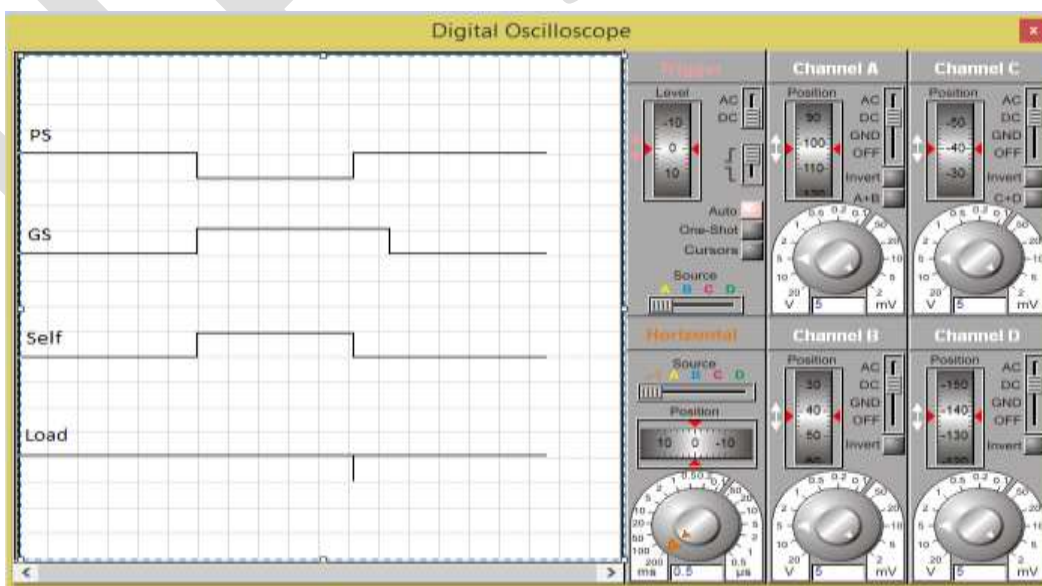 Digital Oscilloscope
x
PS
GS
Self
Load
Trigger
Level
-10
0
10
AC
DC
Auto
One-Shot
Cursors
Source
A B C D
Channel A
Position
90
100
110
AC
DC
GND
OFF
Invert
A+B
V 5 mV
Channel C
Position
-50
-40
-30
AC
DC
GND
OFF
Invert
C+D
V 5 mV
Horizontal
Source
A B C D
Position
10 0 -10
ms 0.5 µs
Channel B
Position
30
40
50
AC
DC
GND
OFF
Invert
V 5 mV
Channel D
Position
-150
-140
-130
AC
DC
GND
OFF
Invert
V 5 mV